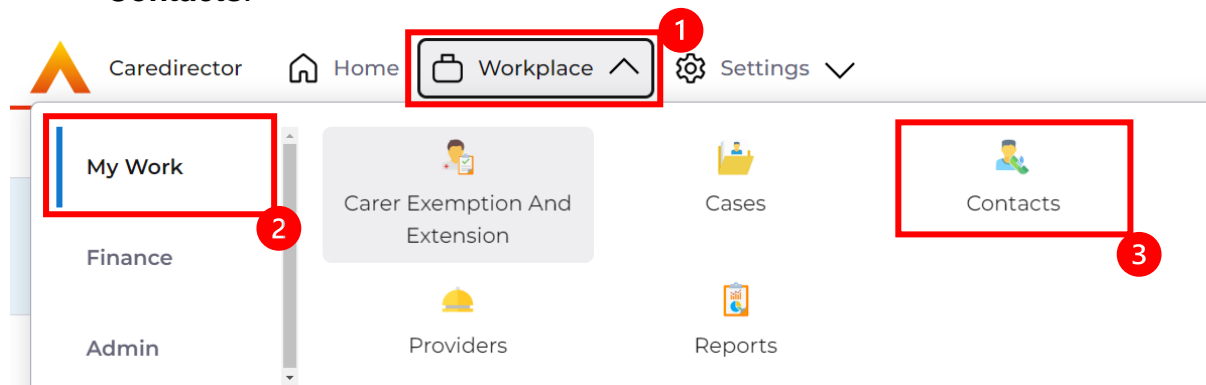 Contacts.
1
Caredirector Home Workplace Settings
My Work
2
Carer Exemption And
Extension
Cases
Contacts
3
Finance
Providers
Reports
Admin